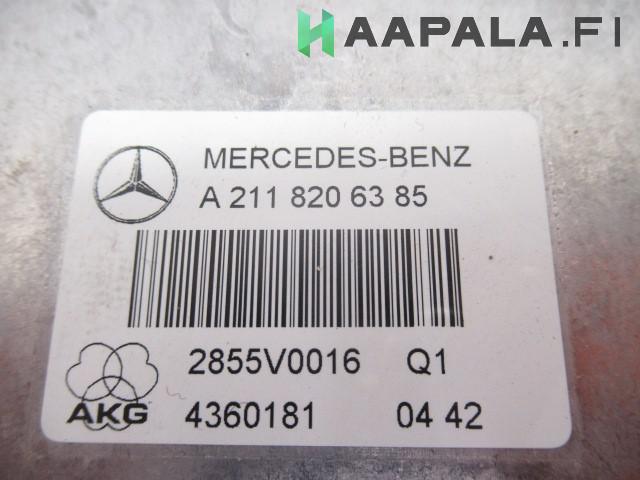 HAAPALA.FI
MERCEDES-BENZ
A 211 820 63 85
2855V0016 Q1
AKG 4360181 04 42